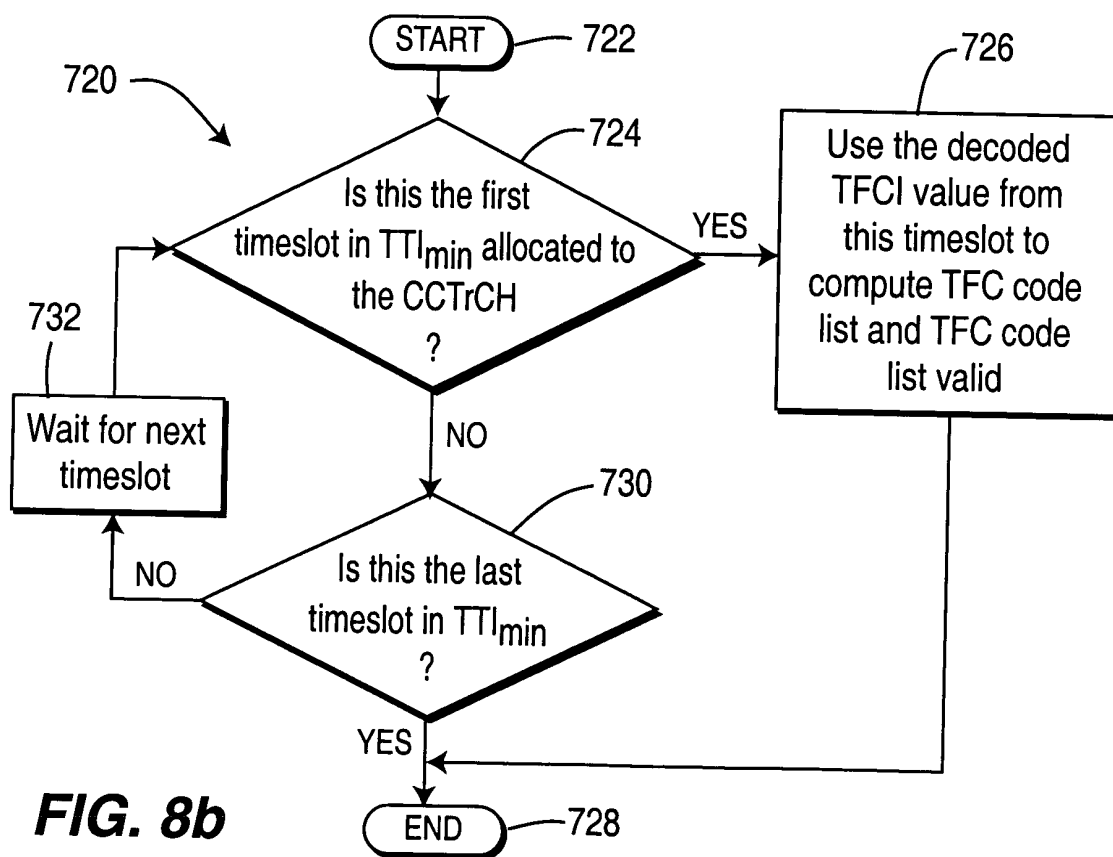 START
722
720
724
726
Is this the first
timeslot in TTImin allocated to
the CCTrCH
?
YES
Use the decoded
TFCI value from
this timeslot to
compute TFC code
list and TFC code
list valid
732
Wait for next
timeslot
NO
730
NO
Is this the last
timeslot in TTImin
?
YES
FIG. 8b
END
728